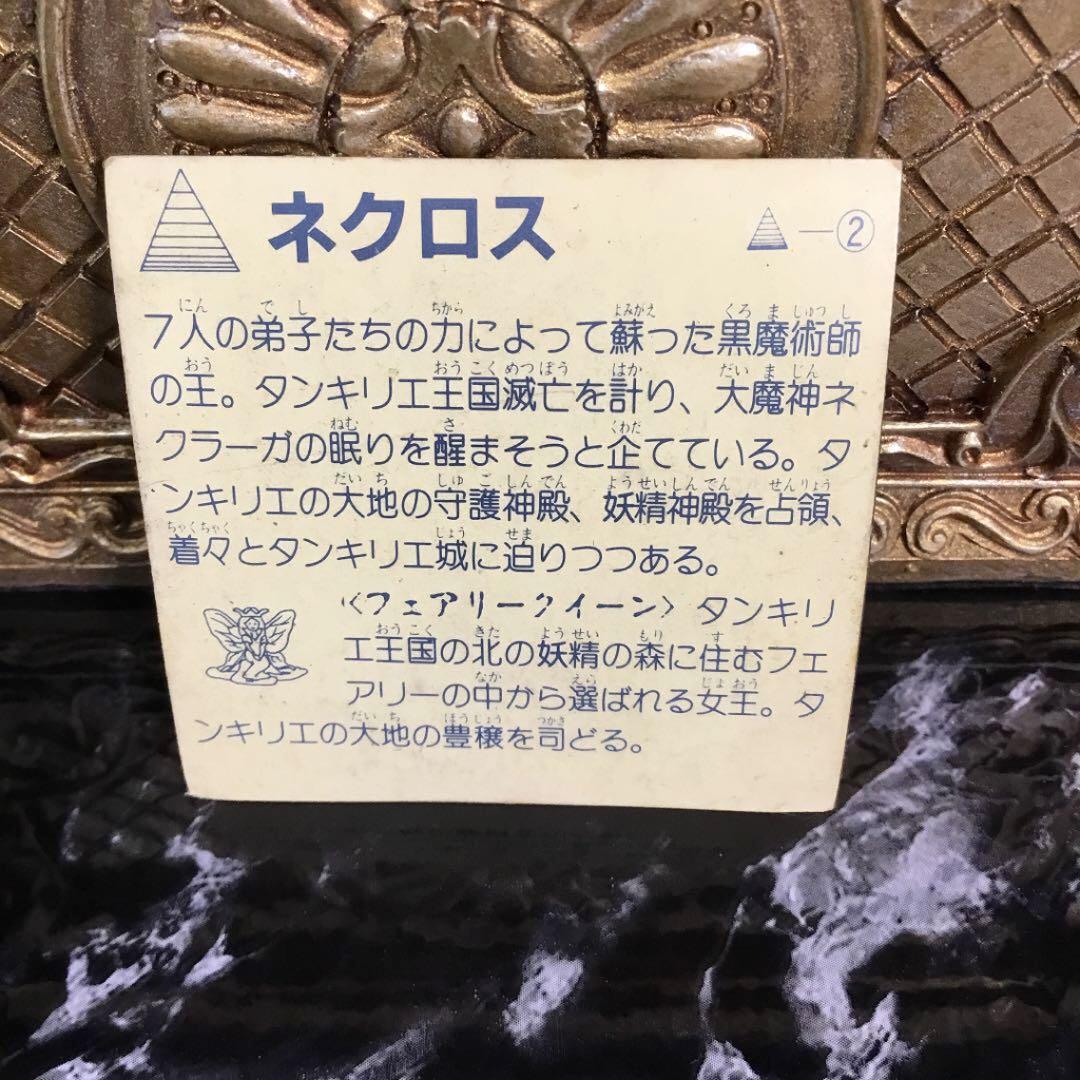 ネクロス
—②
7人の弟子たちの力によって蘇った黒魔術師
の王。タンキリエ王国滅亡を計り、大魔神ネ
クラーガの眠りを醒まそうと企てている。タ
ンキリエの大地の守護神殿、妖精神殿を占領、
着々とタンキリエ城に迫りつつある。
〈フェアリークイーン〉タンキリ
エ王国の北の妖精の森に住むフェ
アリーの中から選ばれる女王。タ
ンキリエの大地の豊穣を司どる。